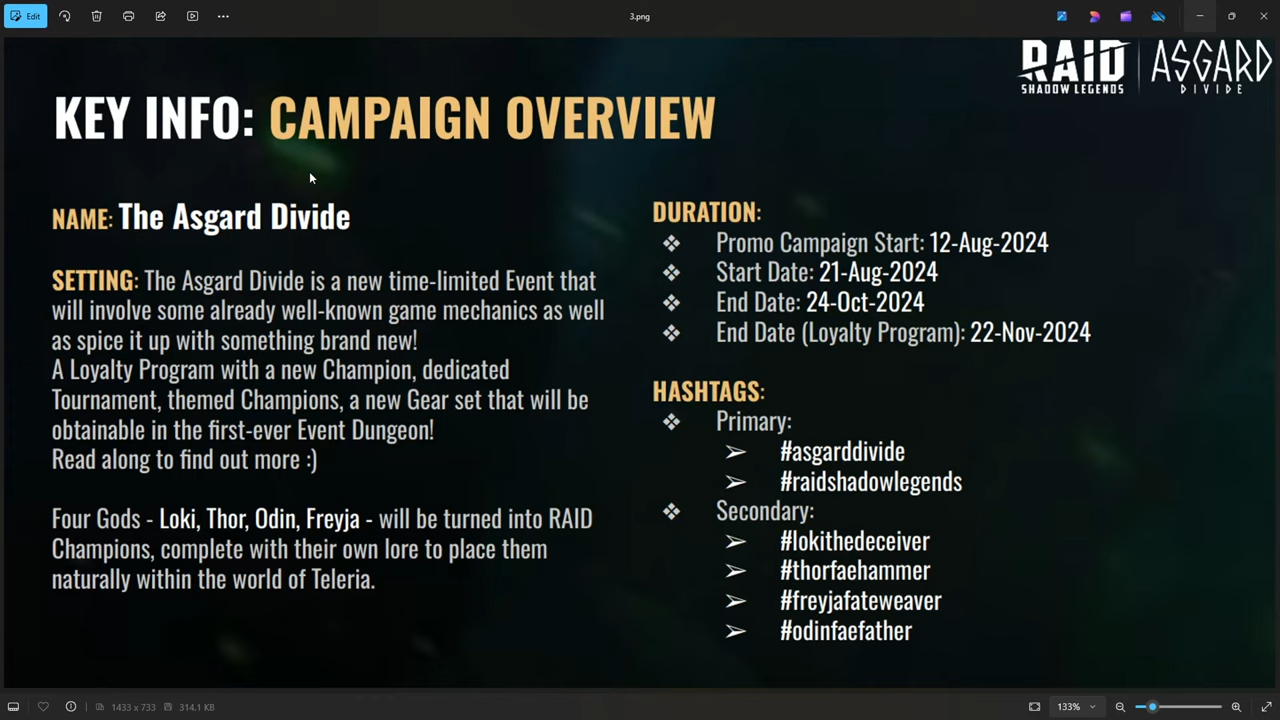 Edit
3.png
RAID
SHADOW LEGENDS
ASGARD
DIVIDE
KEY INFO: CAMPAIGN OVERVIEW
NAME: The Asgard Divide
SETTING: The Asgard Divide is a new time-limited Event that
will involve some already well-known game mechanics as well
as spice it up with something brand new!
A Loyalty Program with a new Champion, dedicated
Tournament, themed Champions, a new Gear set that will be
obtainable in the first-ever Event Dungeon!
Read along to find out more :)
Four Gods - Loki, Thor, Odin, Freyja - will be turned into RAID
Champions, complete with their own lore to place them
naturally within the world of Teleria.
DURATION:
Promo Campaign Start: 12-Aug-2024
Start Date: 21-Aug-2024
End Date: 24-Oct-2024
End Date (Loyalty Program): 22-Nov-2024
HASHTAGS:
Primary:
#asgarddivide
#raidshadowlegends
Secondary:
#lokithedeceiver
#thorfaehammer
#freyjafateweaver
#odinfaefather
1433 x 733
314.1 KB
133%